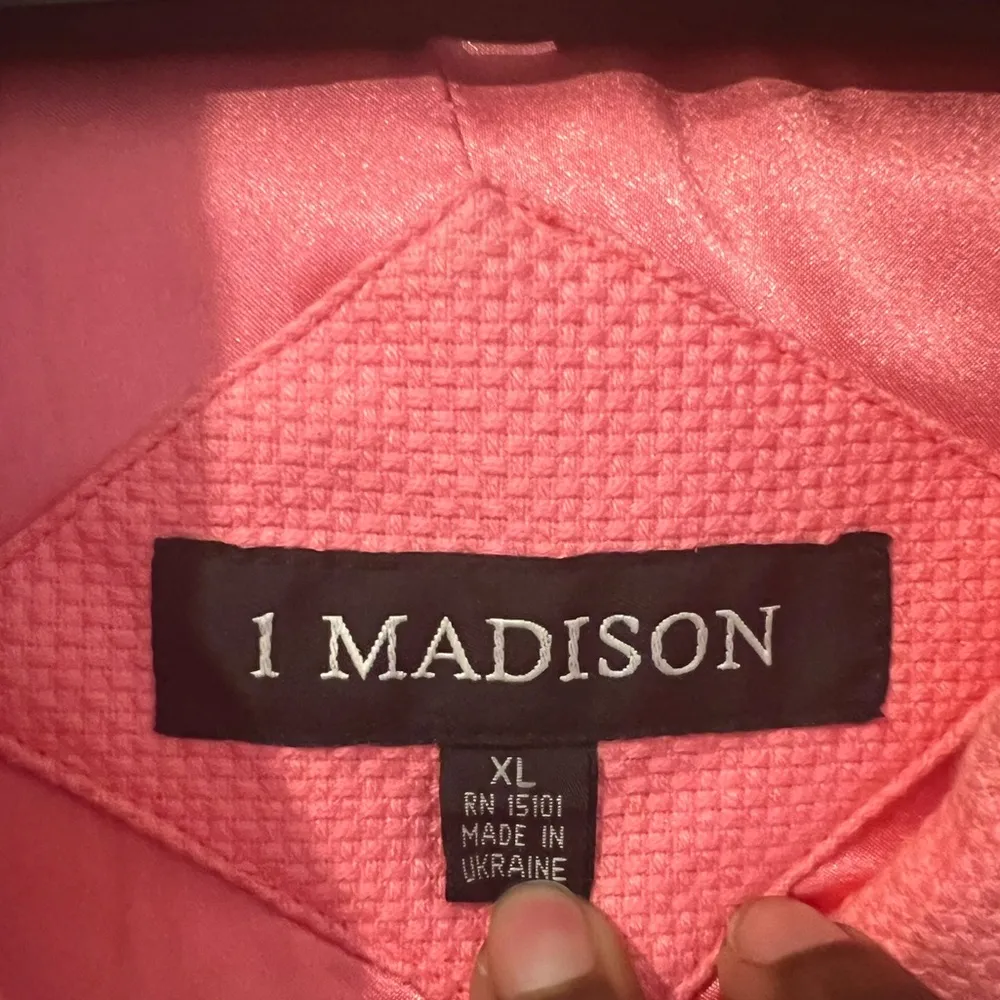 1 MADISON
XL
RN 15101
MADE IN
UKRAINE